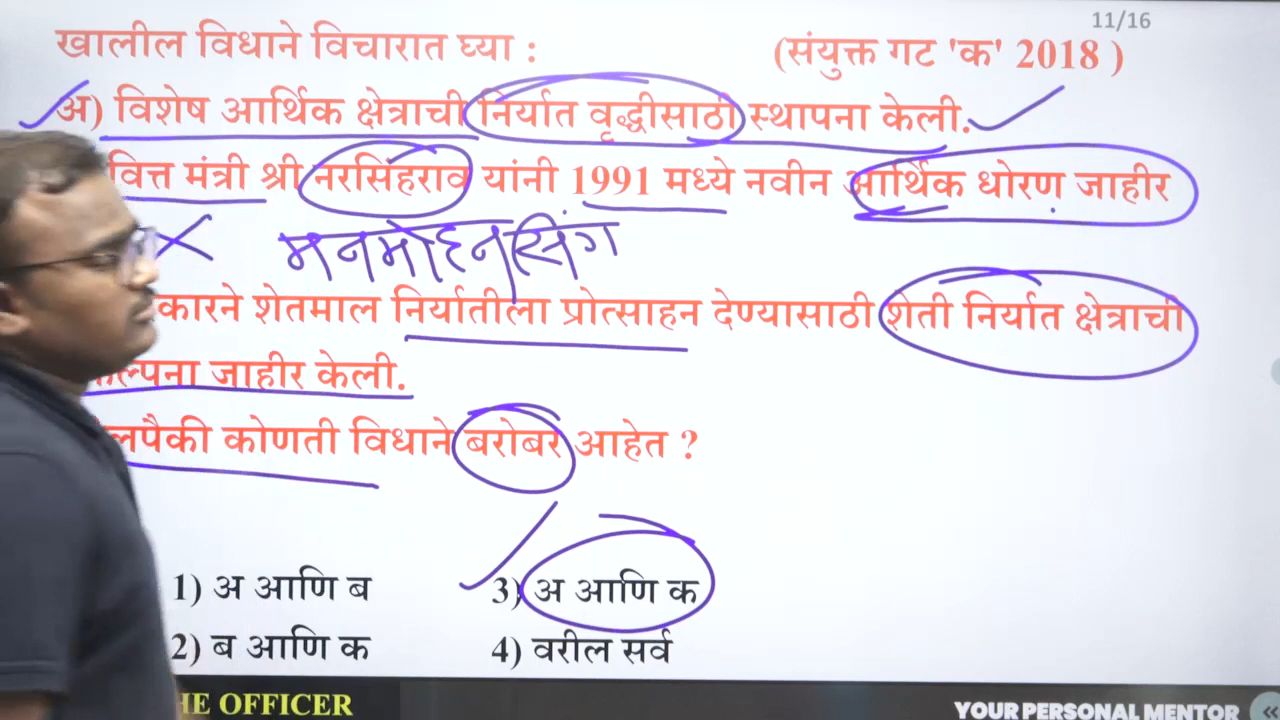 11/16
खालील विधाने विचारात घ्या : (संयुक्त गट 'क' 2018 )
अ) विशेष आर्थिक क्षेत्राची निर्यात वृद्धीसाठी स्थापना केली.
वित्त मंत्री श्री नरसिंहराव यांनी 1991 मध्ये नवीन आर्थिक धोरण जाहीर
मनमोहनसिंग
शेतमाल निर्यातीला प्रोत्साहन देण्यासाठी शेती निर्यात क्षेत्राची
जाहीर केली.
कोणती विधाने बरोबर आहेत ?
1) अ आणि ब 3) अ आणि क
2) ब आणि क 4) वरील सर्व
OFFICER
YOUR PERSONAL MENTOR